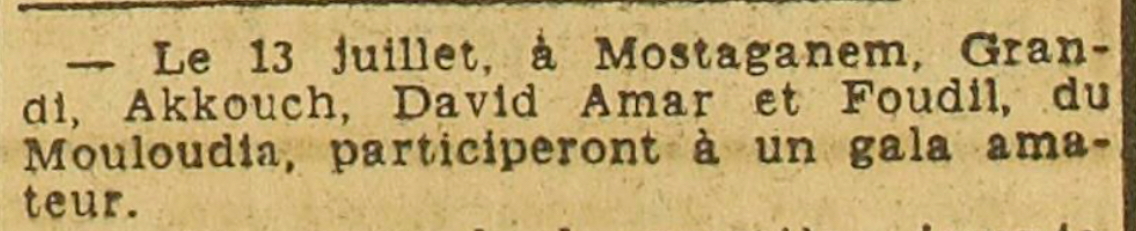 — Le 13 juillet, à Mostaganem, Gran-
di, Akkouch, David Amar et Foudil, du
Mouloudia, participeront à un gala ama-
teur.